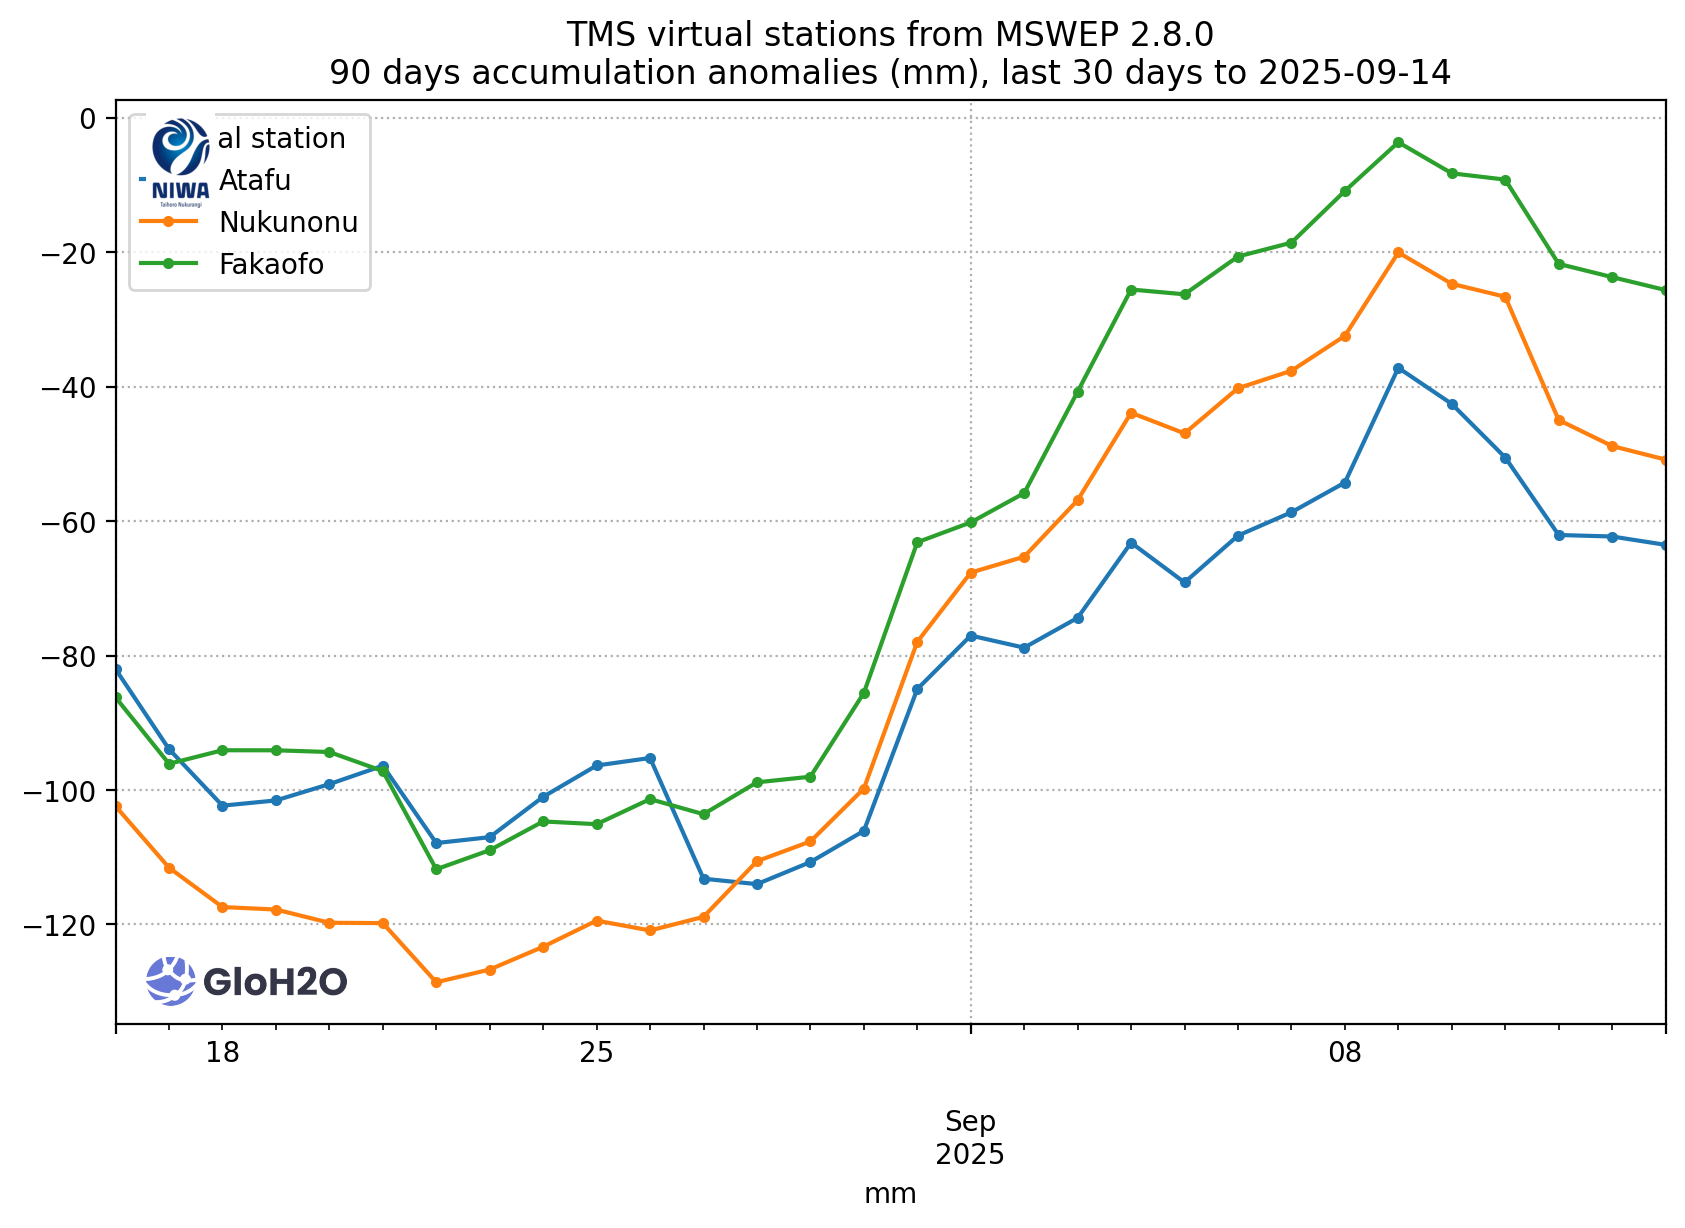 TMS virtual stations from MSWEP 2.8.0
90 days accumulation anomalies (mm), last 30 days to 2025-09-14
0
−20
−40
−60
−80
−100
−120
al station
Atafu
Nukunonu
Fakaofo
NIWA
Taihoro Nukurangi
GloH2O
18
25
08
Sep
2025
mm